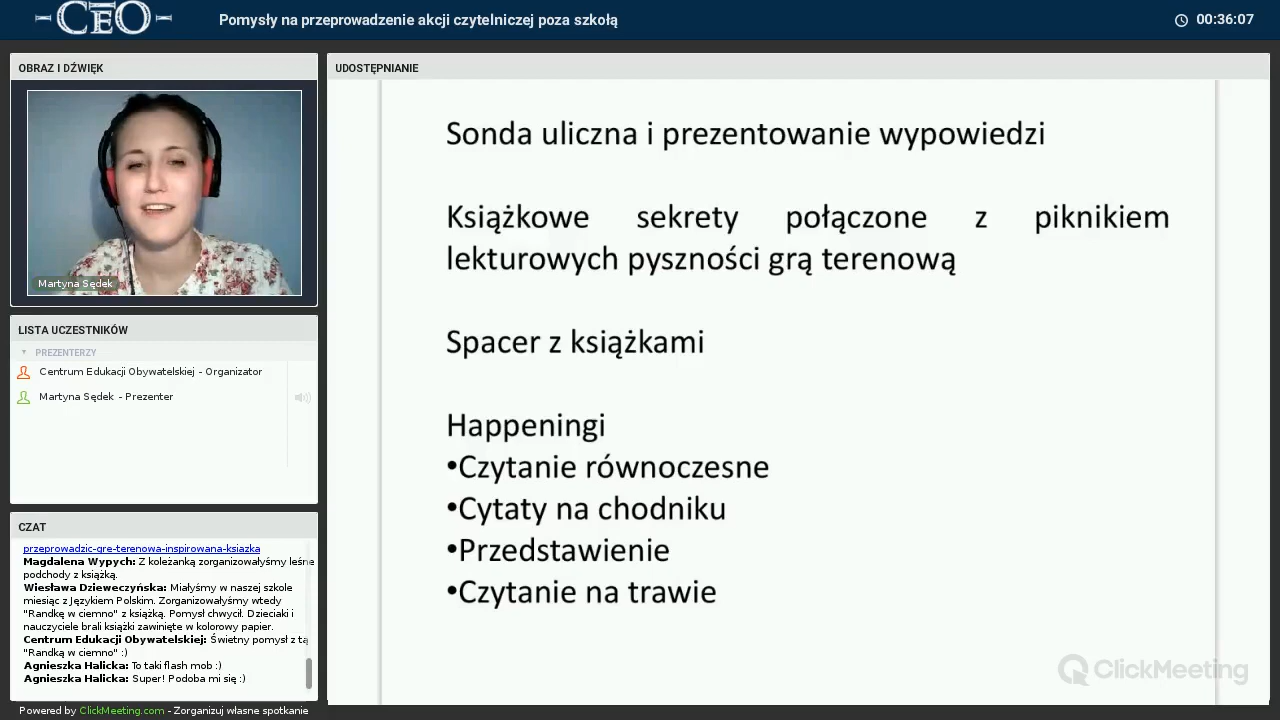 CEO
Pomysły na przeprowadzenie akcji czytelniczej poza szkołą
00:36:07
OBRAZ I DŹWIĘK
Martyna Sędek
LISTA UCZESTNIKÓW
PREZENTERZY
Centrum Edukacji Obywatelskiej - Organizator
Martyna Sędek - Prezenter
CZAT
przeprowadzic-gre-terenowa-inspirowana-ksiazka
Magdalena Wypych: Z koleżanką zorganizowałyśmy leśne
podchody z książką.
Wiesława Dzieweczyńska: Miałyśmy w naszej szkole
miesiąc z Językiem Polskim. Zorganizowałyśmy wtedy
"Randkę w ciemno" z książką. Pomysł chwycił. Dzieciaki i
nauczyciele brali książki zawinięte w kolorowy papier.
Centrum Edukacji Obywatelskiej: Świetny pomysł z tą
"Randką w ciemno" :)
Agnieszka Halicka: To taki flash mob :)
Agnieszka Halicka: Super! Podoba mi się :)
Powered by ClickMeeting.com - Zorganizuj własne spotkanie
UDOSTĘPNIANIE
Sonda uliczna i prezentowanie wypowiedzi
Książkowe sekrety połączone z piknikiem
lekturowych pyszności grą terenową
Spacer z książkami
Happeningi
•Czytanie równoczesne
•Cytaty na chodniku
•Przedstawienie
•Czytanie na trawie
ClickMeeting